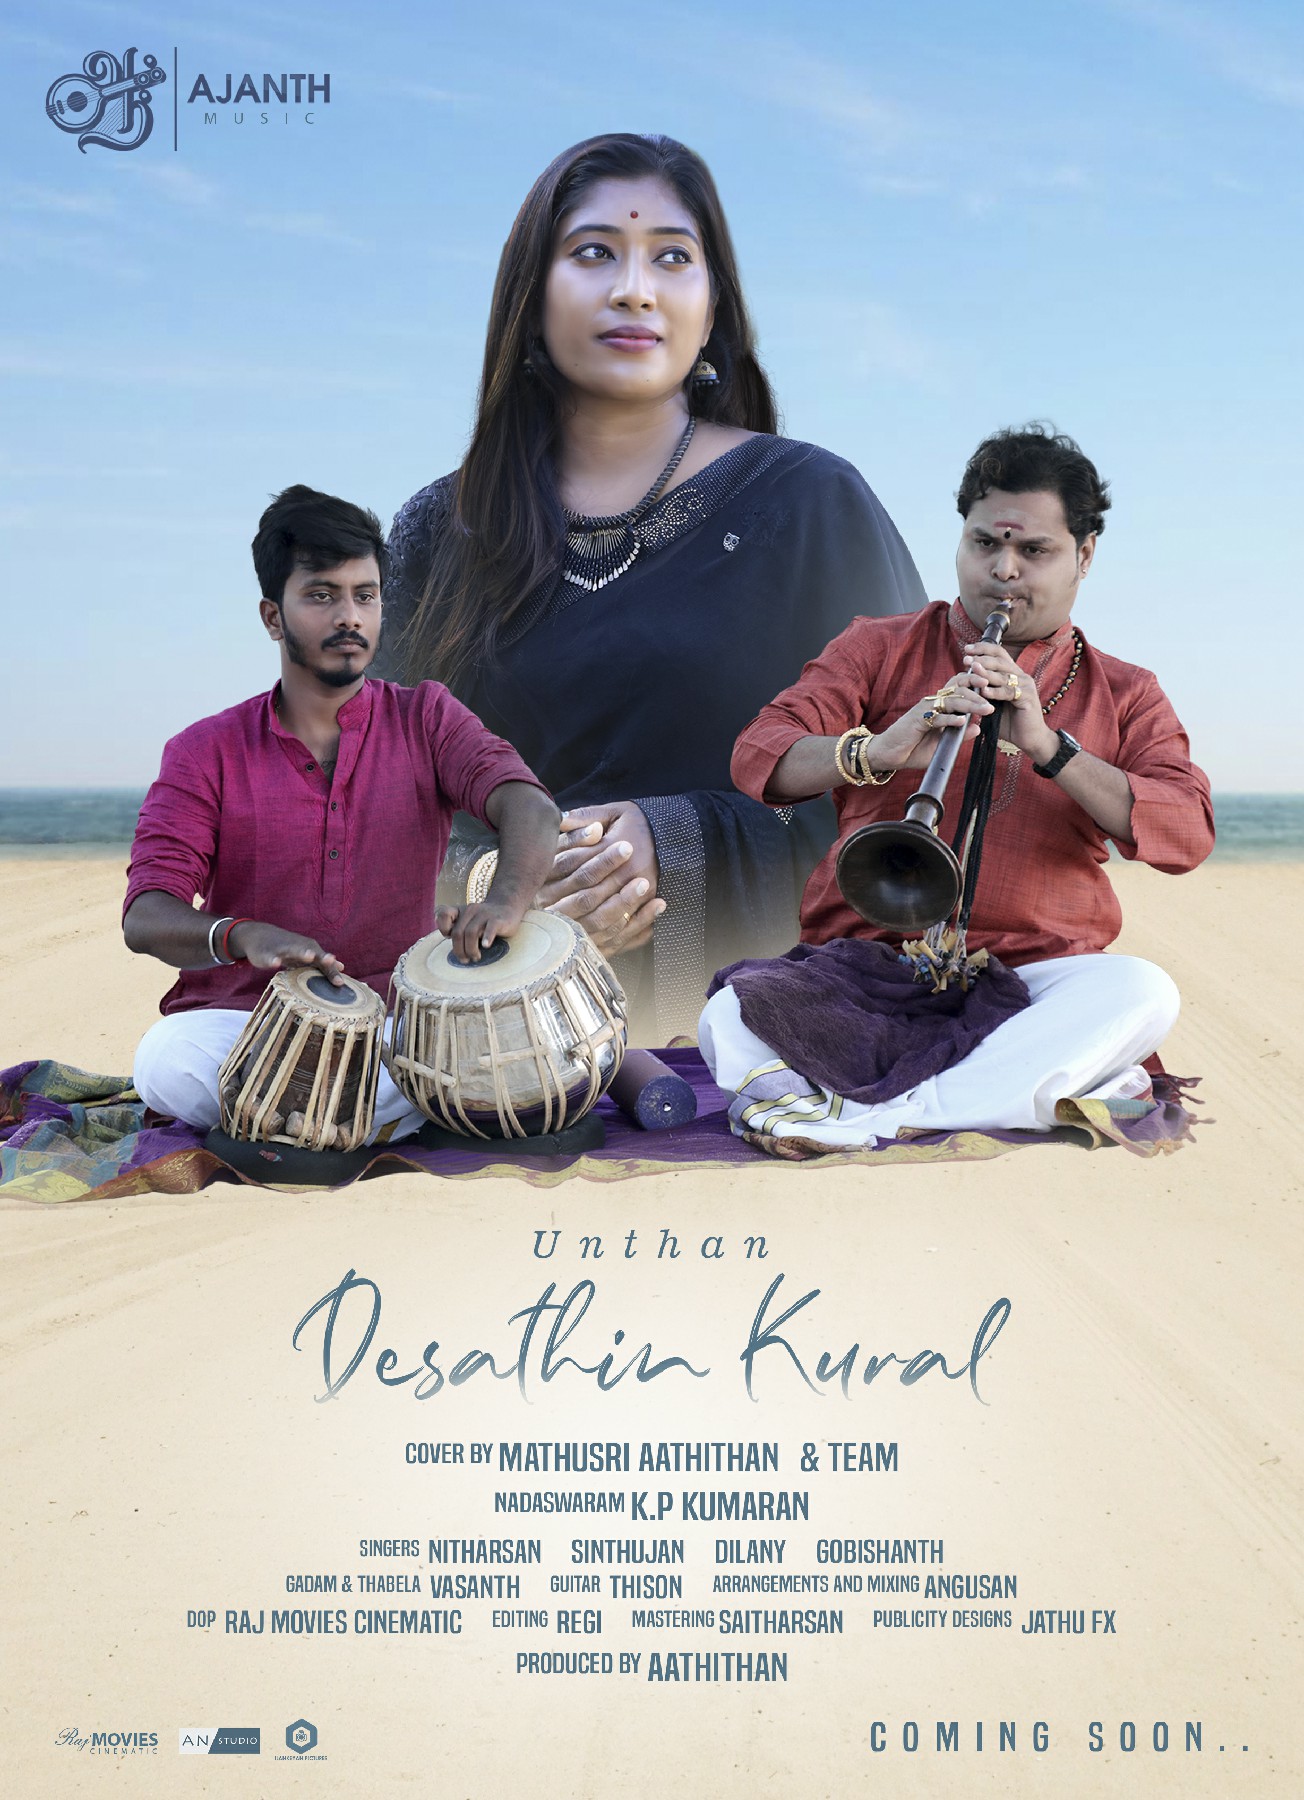 AJANTH
MUSIC
Unthan
Desathin Kural
COVER BY MATHUSRI AATHITHAN & TEAM
NADASWARAM K.P KUMARAN
SINGERS NITHARSAN SINTHUJAN DILANY GOBISHANTH
GADAM & THABELA VASANTH GUITAR THISON ARRANGEMENTS AND MIXING ANGUSAN
DOP RAJ MOVIES CINEMATIC EDITING REGI MASTERING SAITHARSAN PUBLICITY DESIGNS JATHU FX
PRODUCED BY AATHITHAN
Raj MOVIES
CINEMATIC
AN STUDIO
COMING SOON..